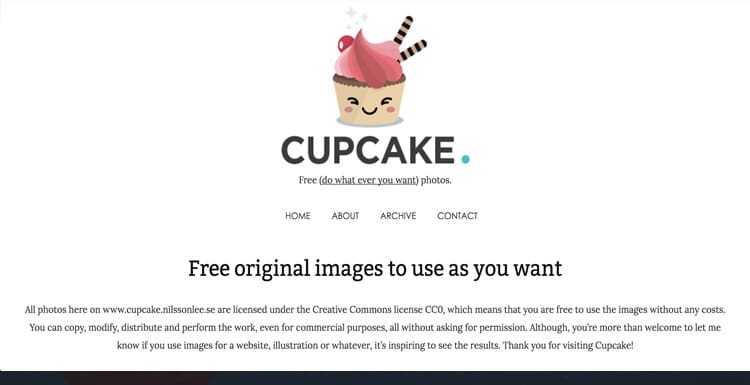 CUPCAKE.
Free (do what ever you want) photos.
HOME ABOUT ARCHIVE CONTACT
Free original images to use as you want
All photos here on www.cupcake.nilssonlee.se are licensed under the Creative Commons license CC0, which means that you are free to use the images without any costs.
You can copy, modify, distribute and perform the work, even for commercial purposes, all without asking for permission. Although, you're more than welcome to let me
know if you use images for a website, illustration or whatever, it's inspiring to see the results. Thank you for visiting Cupcake!